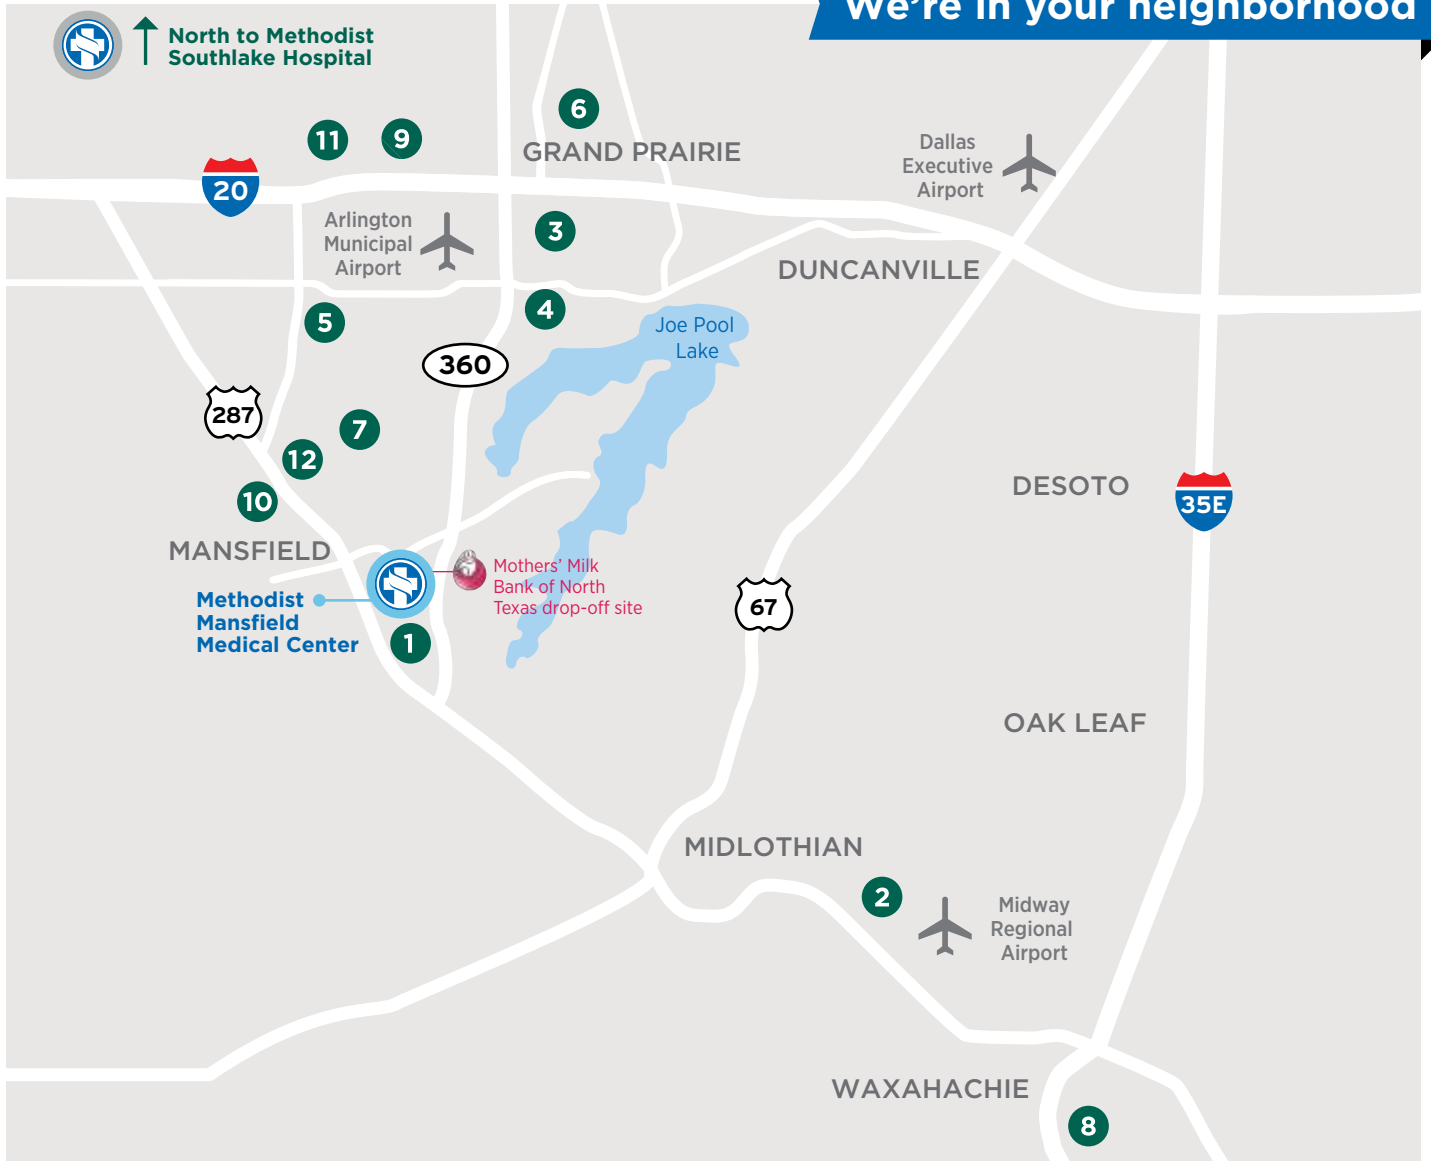 We're in your neighborhood
North to Methodist
Southlake Hospital
6
11
9
GRAND PRAIRIE
Dallas
Executive
Airport
20
Arlington
Municipal
Airport
3
DUNCANVILLE
4
5
Joe Pool
Lake
360
287
7
12
10
DESOTO
35E
MANSFIELD
Mothers' Milk
Bank of North
Texas drop-off site
Methodist
Mansfield
Medical Center
67
1
OAK LEAF
MIDLOTHIAN
2
Midway
Regional
Airport
WAXAHACHIE
8